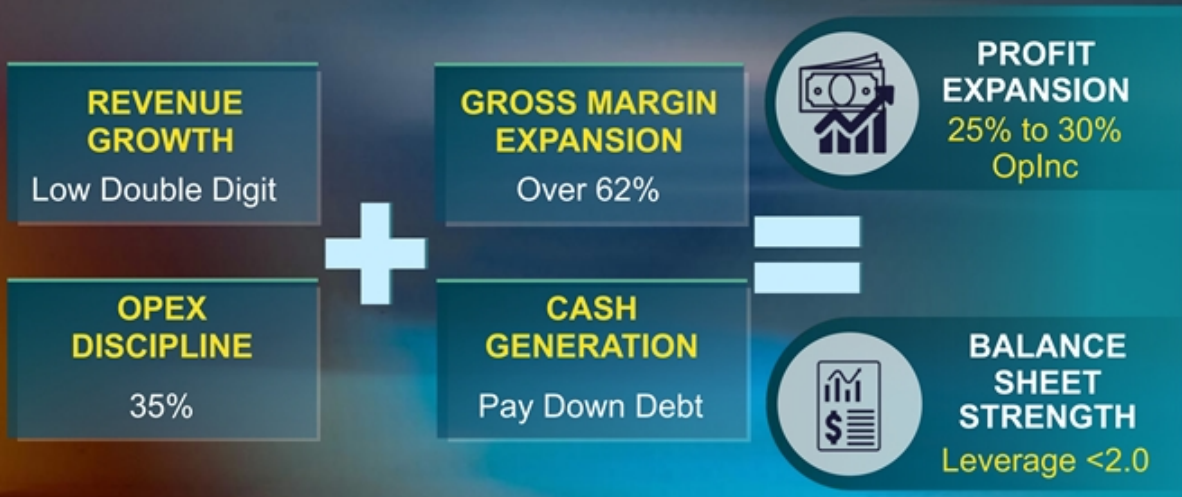 REVENUE
GROWTH
Low Double Digit
GROSS MARGIN
EXPANSION
Over 62%
OPEX
DISCIPLINE
35%
CASH
GENERATION
Pay Down Debt
PROFIT
EXPANSION
25% to 30%
OpInc
BALANCE
SHEET
STRENGTH
Leverage <2.0